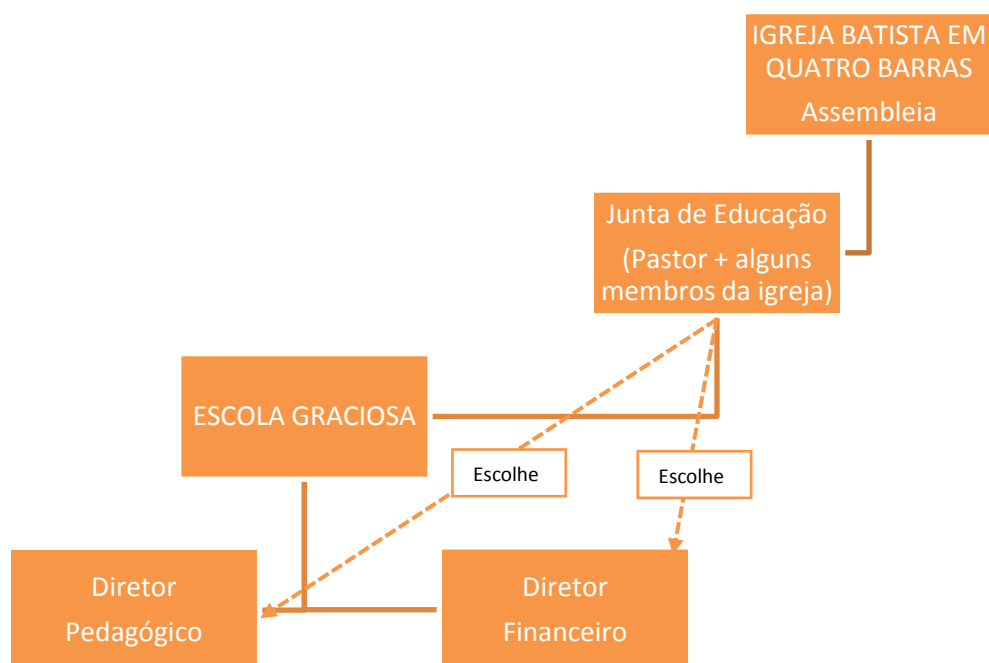 IGREJA BATISTA EM
QUATRO BARRAS
Assembleia
Junta de Educação
(Pastor + alguns
membros da igreja)
ESCOLA GRACIOSA
Escolhe
Escolhe
Diretor
Pedagógico
Diretor
Financeiro